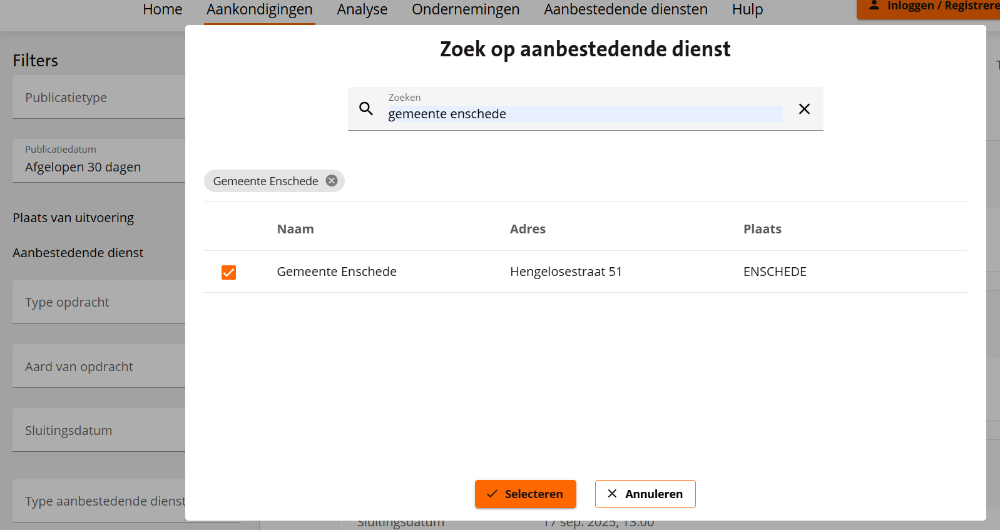 Home Aankondigingen Analyse Ondernemingen Aanbestedende diensten Hulp Inloggen / Registrere
Filters
Publicatietype
Publicatiedatum
Afgelopen 30 dagen
Plaats van uitvoering
Aanbestedende dienst
Type opdracht
Aard van opdracht
Sluitingsdatum
Type aanbestedende dienst
Zoek op aanbestedende dienst
Zoeken
gemeente enschede
Gemeente Enschede
Naam Adres Plaats
Gemeente Enschede Hengelosestraat 51 ENSCHEDE
Selecteren Annuleren
Sluitingsdatum 17 sep. 2025, 13:00